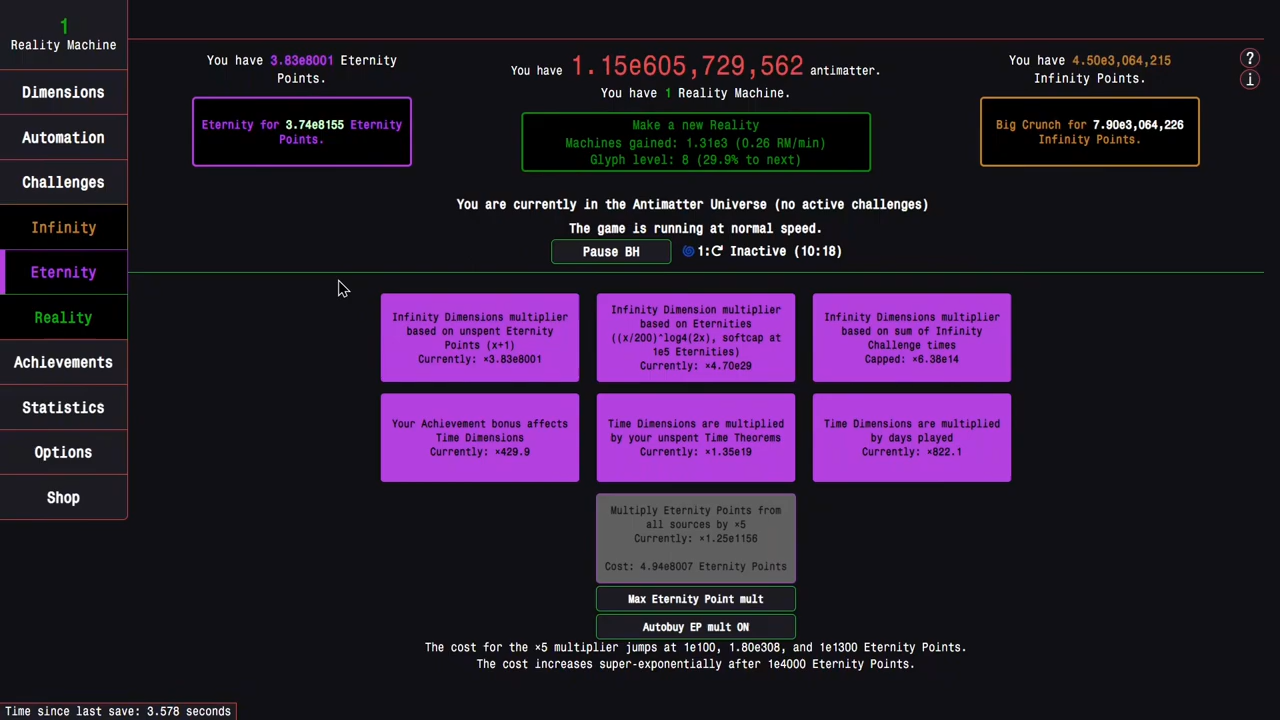 1
Reality Machine
Dimensions
Automation
Challenges
Infinity
Eternity
Reality
Achievements
Statistics
Options
Shop
You have 3.83e8001 Eternity
Points.
Eternity for 3.74e8155 Eternity
Points.
You have 1.15e605,729,562 antimatter.
You have 1 Reality Machine.
Make a new Reality
Machines gained: 1.31e3 (0.26 RM/min)
Glyph level: 8 (29.9% to next)
You have 4.50e3,064,215
Infinity Points.
Big Crunch for 7.90e3,064,226
Infinity Points.
?
i
You are currently in the Antimatter Universe (no active challenges)
The game is running at normal speed.
Pause BH
1: Inactive (10:18)
Infinity Dimensions multiplier
based on unspent Eternity
Points (x+1)
Currently: ×3.83e8001
Infinity Dimension multiplier
based on Eternities
((x/200)^log4(2x), softcap at
1e5 Eternities)
Currently: ×4.70e29
Infinity Dimensions multiplier
based on sum of Infinity
Challenge times
Capped: ×6.38e14
Your Achievement bonus affects
Time Dimensions
Currently: ×429.9
Time Dimensions are multiplied
by your unspent Time Theorems
Currently: ×1.35e19
Time Dimensions are multiplied
by days played
Currently: ×822.1
Multiply Eternity Points from
all sources by ×5
Currently: ×1.25e1156
Cost: 4.94e8007 Eternity Points
Max Eternity Point mult
Autobuy EP mult ON
The cost for the ×5 multiplier jumps at 1e100, 1.80e308, and 1e1300 Eternity Points.
The cost increases super-exponentially after 1e4000 Eternity Points.
Time since last save: 3.578 seconds